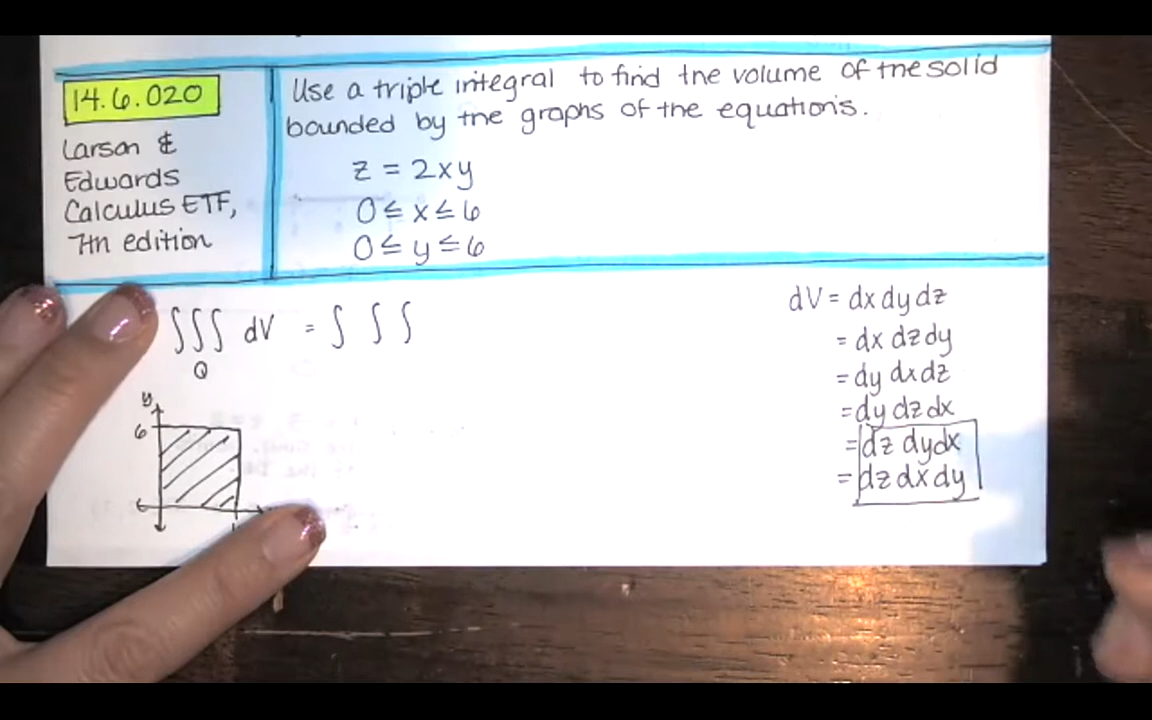 14.6.020
Larson &
Edwards
Calculus ETF,
7th edition
Use a triple integral to find the volume of the solid
bounded by the graphs of the equations.
z = 2xy
0 ≤ x ≤ 6
0 ≤ y ≤ 6
∫∫∫ dV = ∫ ∫ ∫
Q
y
6
dV = dx dy dz
= dx dz dy
= dy dx dz
= dy dz dx
= dz dy dx
= dz dx dy